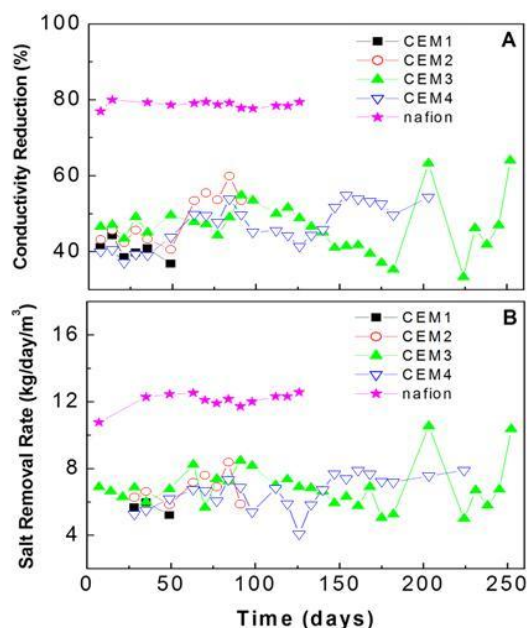 100
80
60
40
Conductivity Reduction (%)
A
CEM1
CEM2
CEM3
CEM4
nafion
16
12
8
4
Salt Removal Rate (kg/day/m³)
B
CEM1
CEM2
CEM3
CEM4
nafion
0 50 100 150 200 250
Time (days)